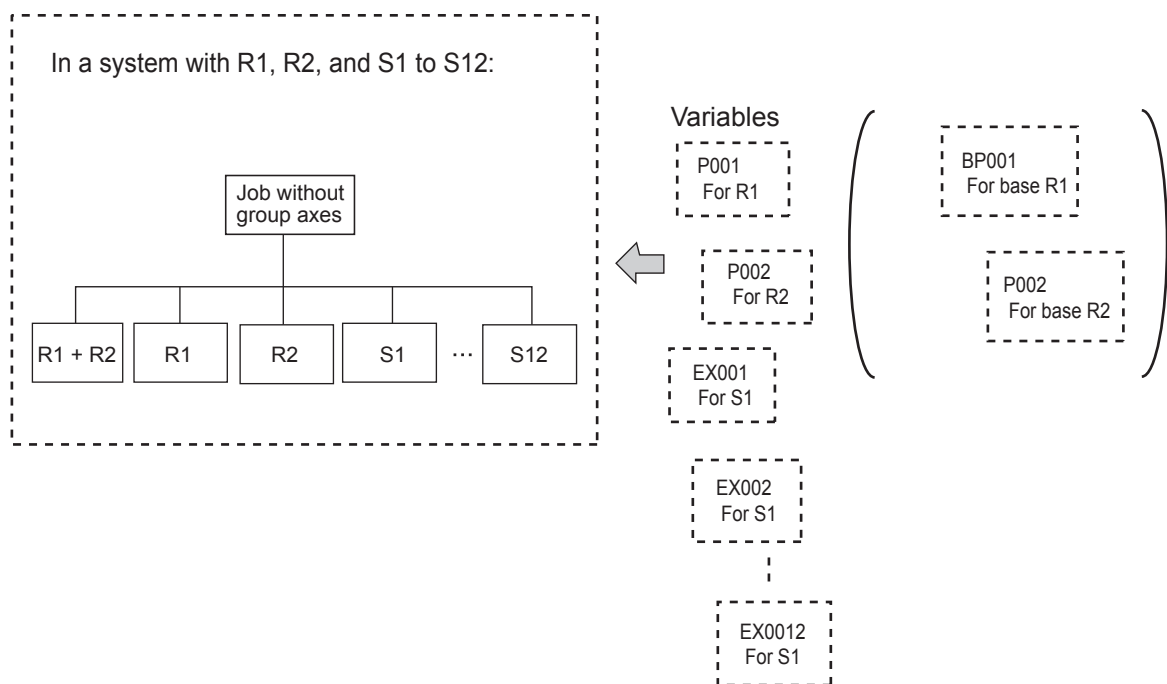 In a system with R1, R2, and S1 to S12:
Job without
group axes
R1 + R2
R1
R2
S1
...
S12
Variables
P001
For R1
P002
For R2
EX001
For S1
EX002
For S1
EX0012
For S1
BP001
For base R1
P002
For base R2